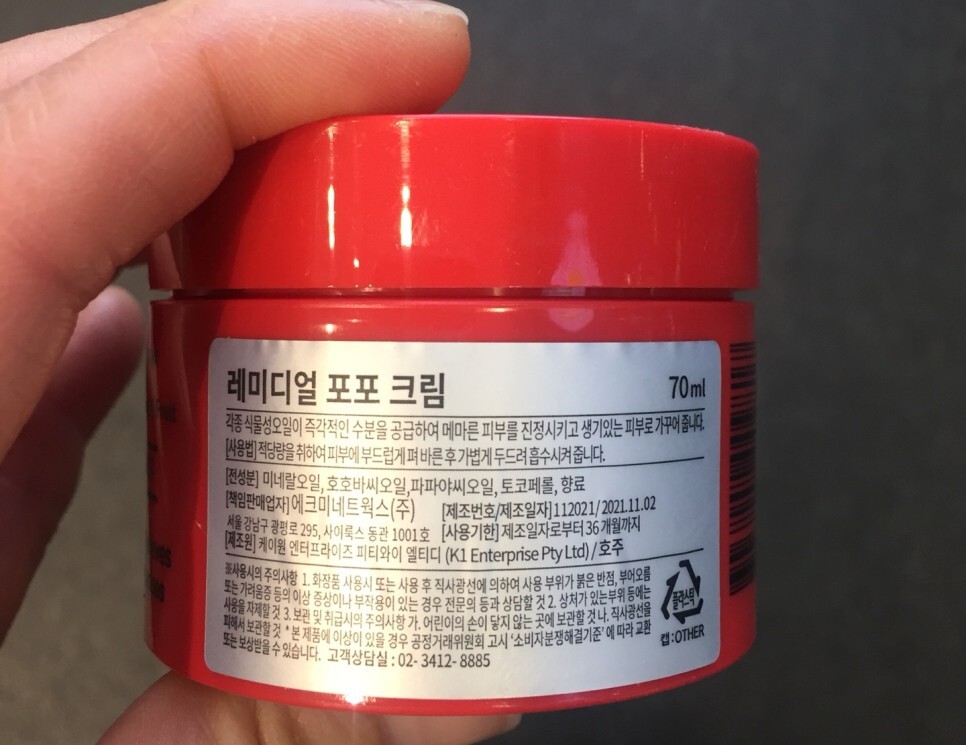 레미디얼 포포 크림 70ml
각종 식물성오일이 즉각적인 수분을 공급하여 메마른 피부를 진정시키고 생기있는 피부로 가꾸어 줍니다.
[사용법] 적당량을 취하여 피부에 부드럽게 펴 바른 후 가볍게 두드려 흡수시켜 줍니다.
[전성분] 미네랄오일, 호호바씨오일,파파야씨오일, 토코페롤, 향료
[책임판매업자]에크미네트웍스(주) [제조번호/제조일자]112021/ 2021.11.02
서울 강남구 광평로 295, 사이룩스 동관 1001호 [사용기한]제조일자로부터 36개월까지
[제조원] 케이원 엔터프라이즈 피티와이 엘티디 (K1 Enterprise Pty Ltd) / 호주
※사용시의 주의사항 1. 화장품 사용시 또는 사용 후 직사광선에 의하여 사용 부위가 붉은 반점, 부어오름
또는 가려움증 등의 이상 증상이나 부작용이 있는 경우 전문의 등과 상담할 것 2. 상처가 있는 부위 등에는
사용을 자제할 것 3. 보관 및 취급시의 주의사항 가. 어린이의 손이 닿지 않는 곳에 보관할 것 나. 직사광선을
피해서 보관할 것 * 본 제품에 이상이 있을 경우 공정거래위원회 고시 '소비자분쟁해결기준'에 따라 교환
또는 보상받을 수 있습니다. 고객상담실 : 02- 3412- 8885
플라스틱
캡:OTHER